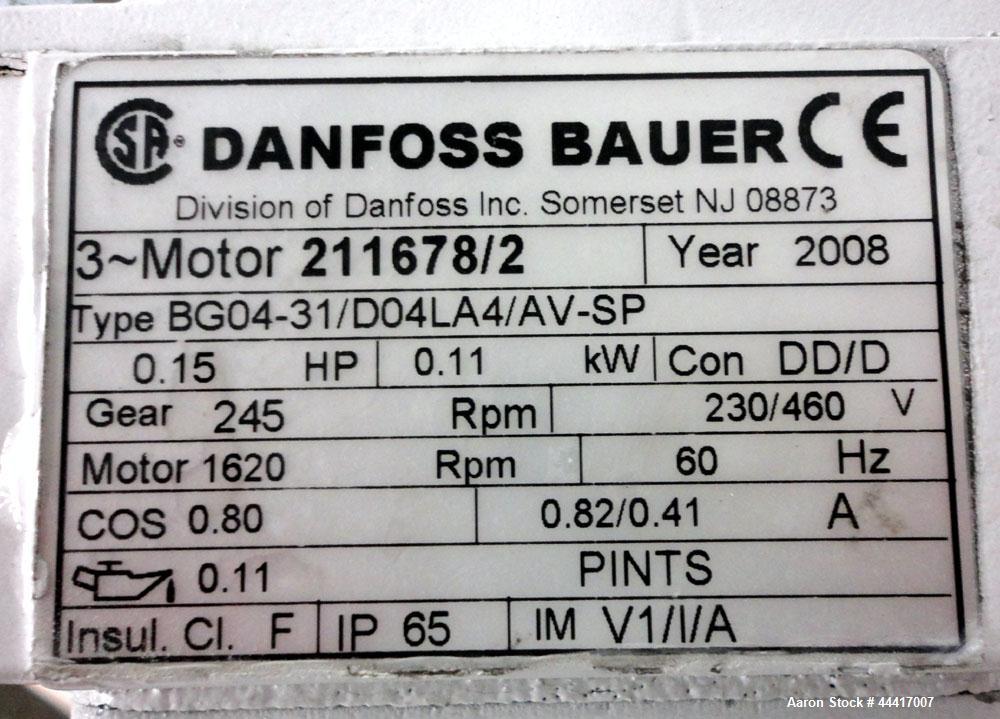 CSA® DANFOSS BAUER CE
Division of Danfoss Inc. Somerset NJ 08873
3~Motor 211678/2 Year 2008
Type BG04-31/D04LA4/AV-SP
0.15 HP 0.11 kW Con DD/D
Gear 245 Rpm 230/460 V
Motor 1620 Rpm 60 Hz
COS 0.80 0.82/0.41 A
0.11 PINTS
Insul. Cl. F IP 65 IM V1/I/A
Aaron Stock # 44417007